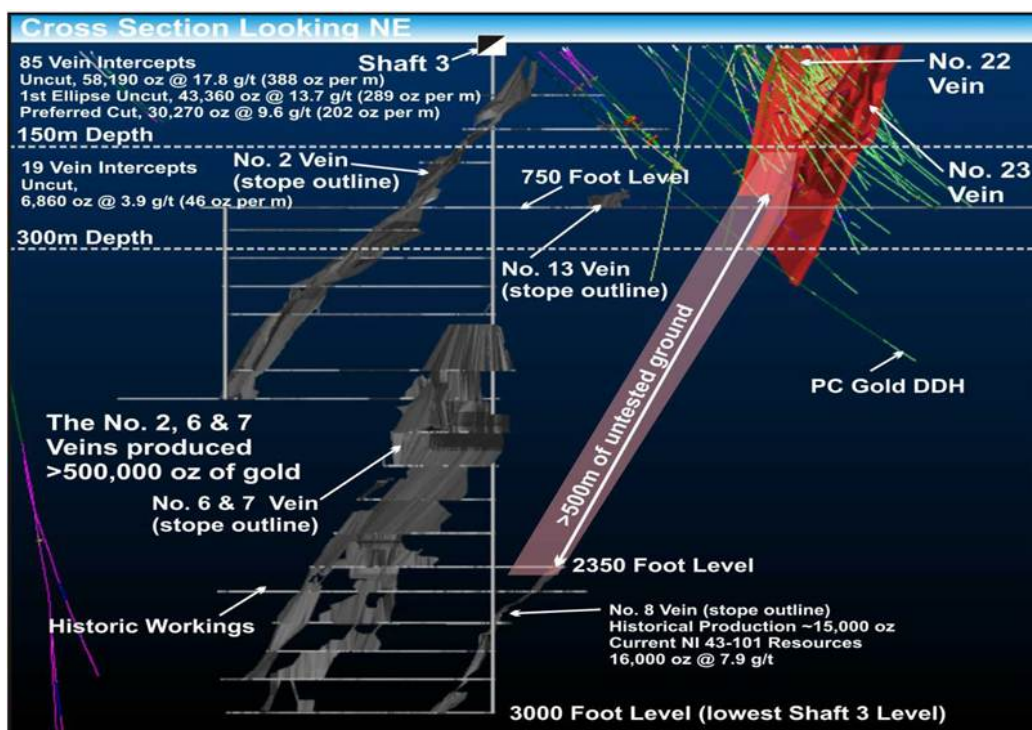 Cross Section Looking NE
Shaft 3
85 Vein Intercepts
Uncut, 58,190 oz @ 17.8 g/t (388 oz per m)
1st Ellipse Uncut, 43,360 oz @ 13.7 g/t (289 oz per m)
Preferred Cut, 30,270 oz @ 9.6 g/t (202 oz per m)
150m Depth
19 Vein Intercepts
Uncut,
6,860 oz @ 3.9 g/t (46 oz per m)
300m Depth
No. 2 Vein
(stope outline)
750 Foot Level
No. 22
Vein
No. 23
Vein
No. 13 Vein
(stope outline)
PC Gold DDH
>500m of untested ground
The No. 2, 6 & 7
Veins produced
>500,000 oz of gold
No. 6 & 7 Vein
(stope outline)
2350 Foot Level
Historic Workings
No. 8 Vein (stope outline)
Historical Production ~15,000 oz
Current NI 43-101 Resources
16,000 oz @ 7.9 g/t
3000 Foot Level (lowest Shaft 3 Level)